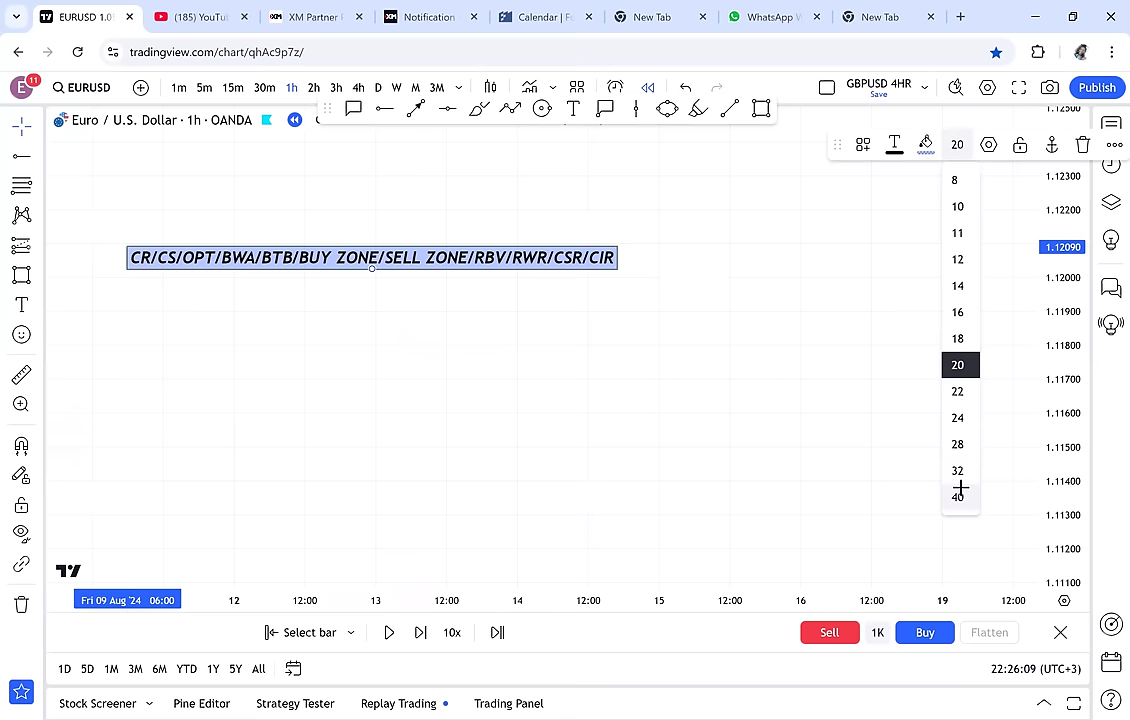 EURUSD 1.05
(185) YouTu
XM Partner
Notification
Calendar | Fo
New Tab
WhatsApp
New Tab
tradingview.com/chart/qhAc9p7z/
E
11
EURUSD
1m 5m 15m 30m 1h 2h 3h 4h D W M 3M
GBPUSD 4HR
Save
Publish
Euro / U.S. Dollar · 1h · OANDA
T
20
1.12500
8
10
11
12
14
16
18
20
22
24
28
32
40
CR/CS/OPT/BWA/BTB/BUY ZONE/SELL ZONE/RBV/RWR/CSR/CIR
1.12300
1.12200
1.12090
1.12000
1.11900
1.11800
1.11700
1.11600
1.11500
1.11400
1.11300
1.11200
1.11100
Fri 09 Aug '24 06:00
12 12:00 13 12:00 14 12:00 15 12:00 16 12:00 19 12:00
Select bar
10x
Sell
1K
Buy
Flatten
1D 5D 1M 3M 6M YTD 1Y 5Y All
22:26:09 (UTC+3)
Stock Screener
Pine Editor
Strategy Tester
Replay Trading
Trading Panel